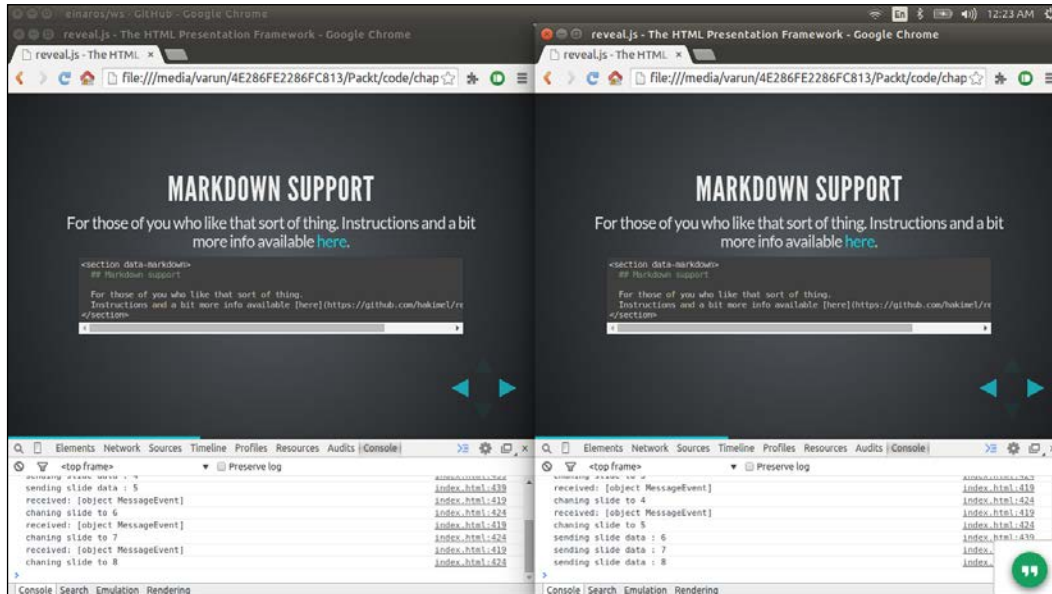 einaros/ws - GitHub - Google Chrome
En
12:23 AM
reveal.js - The HTML Presentation Framework - Google Chrome
reveal.js - The HTML
file:///media/varun/4E286FE2286FC813/Packt/code/chap
MARKDOWN SUPPORT
For those of you who like that sort of thing. Instructions and a bit
more info available here.
<section data-markdown>
## Markdown support
For those of you who like that sort of thing.
Instructions and a bit more info available [here](https://github.com/hakimel/re
</section>
Elements Network Sources Timeline Profiles Resources Audits Console
<top frame> Preserve log
sending slide data : 5 index.html:439
received: [object MessageEvent] index.html:419
chaning slide to 6 index.html:424
received: [object MessageEvent] index.html:419
chaning slide to 7 index.html:424
received: [object MessageEvent] index.html:419
chaning slide to 8 index.html:424
Console Search Emulation Rendering
reveal.js - The HTML Presentation Framework - Google Chrome
reveal.js - The HTML
file:///media/varun/4E286FE2286FC813/Packt/code/chap
MARKDOWN SUPPORT
For those of you who like that sort of thing. Instructions and a bit
more info available here.
<section data-markdown>
## Markdown support
For those of you who like that sort of thing.
Instructions and a bit more info available [here](https://github.com/hakimel/re
</section>
Elements Network Sources Timeline Profiles Resources Audits Console
<top frame> Preserve log
received: [object MessageEvent] index.html:419
chaning slide to 4 index.html:424
received: [object MessageEvent] index.html:419
chaning slide to 5 index.html:424
sending slide data : 6 index.html:439
sending slide data : 7 index.
sending slide data : 8 index.
Console Search Emulation Rendering